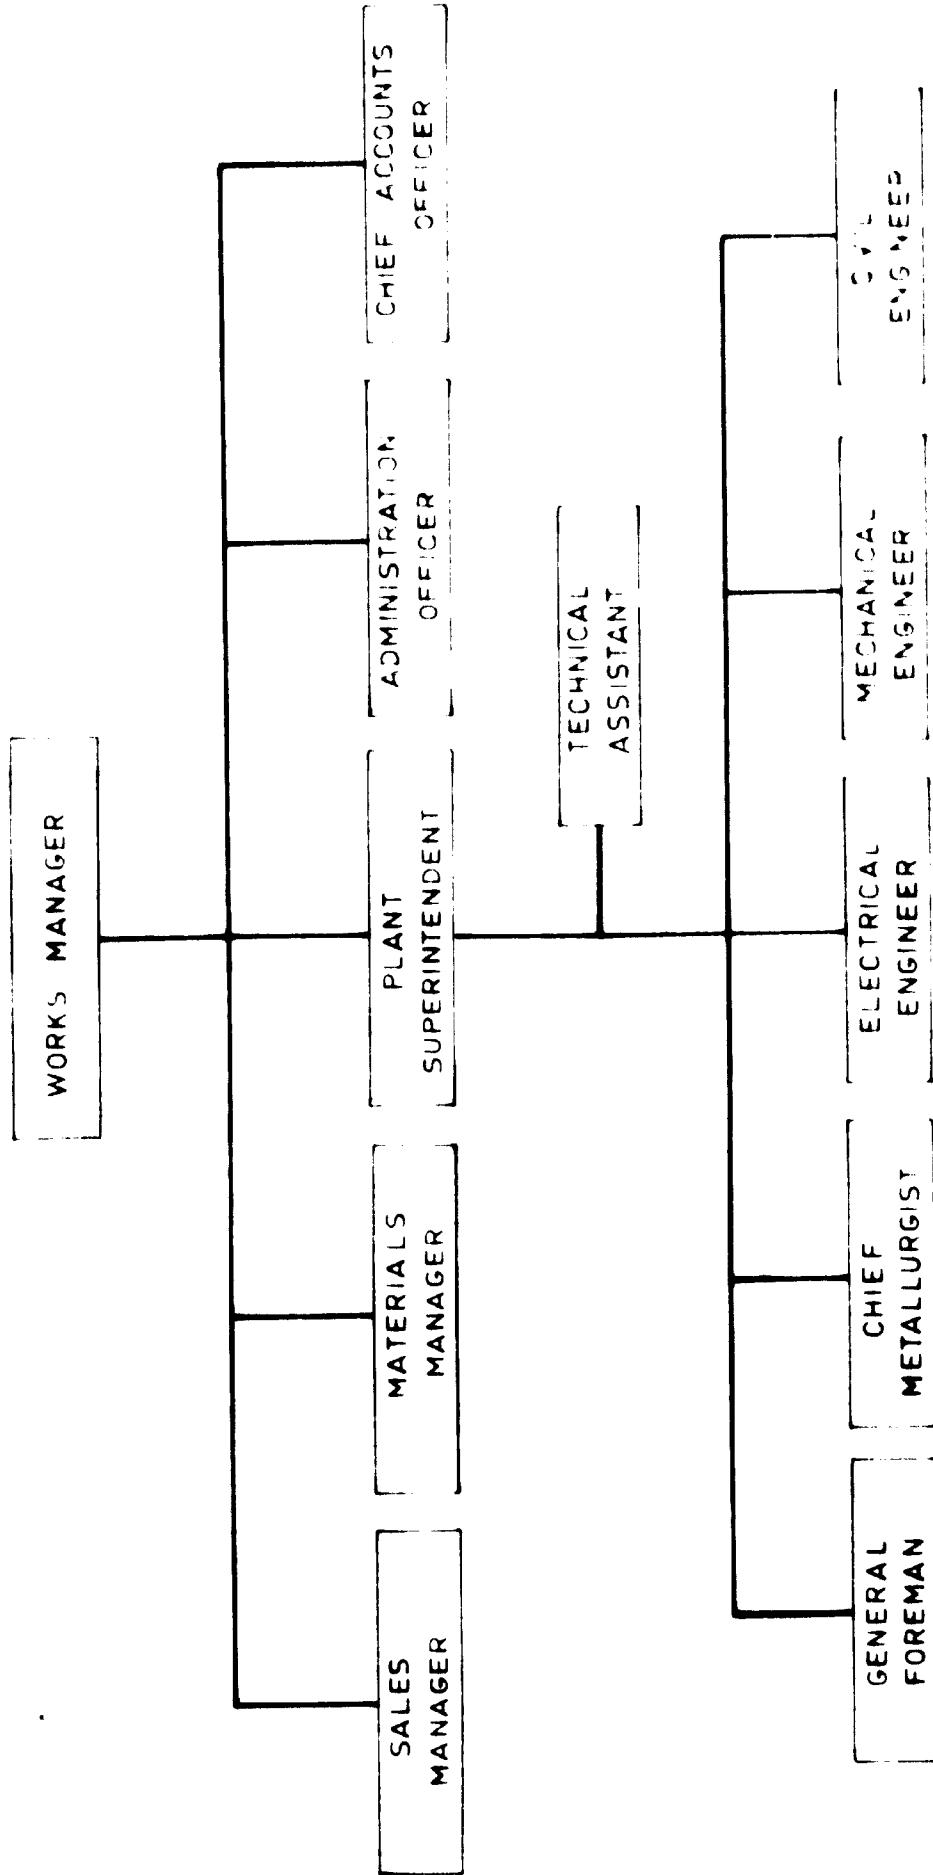 WORKS MANAGER
SALES
MANAGER
MATERIALS
MANAGER
PLANT
SUPERINTENDENT
ADMINISTRATION
OFFICER
CHIEF ACCOUNTS
OFFICER
TECHNICAL
ASSISTANT
GENERAL
FOREMAN
CHIEF
METALLURGIST
ELECTRICAL
ENGINEER
MECHANICAL
ENGINEER
CIVIL
ENGINEER